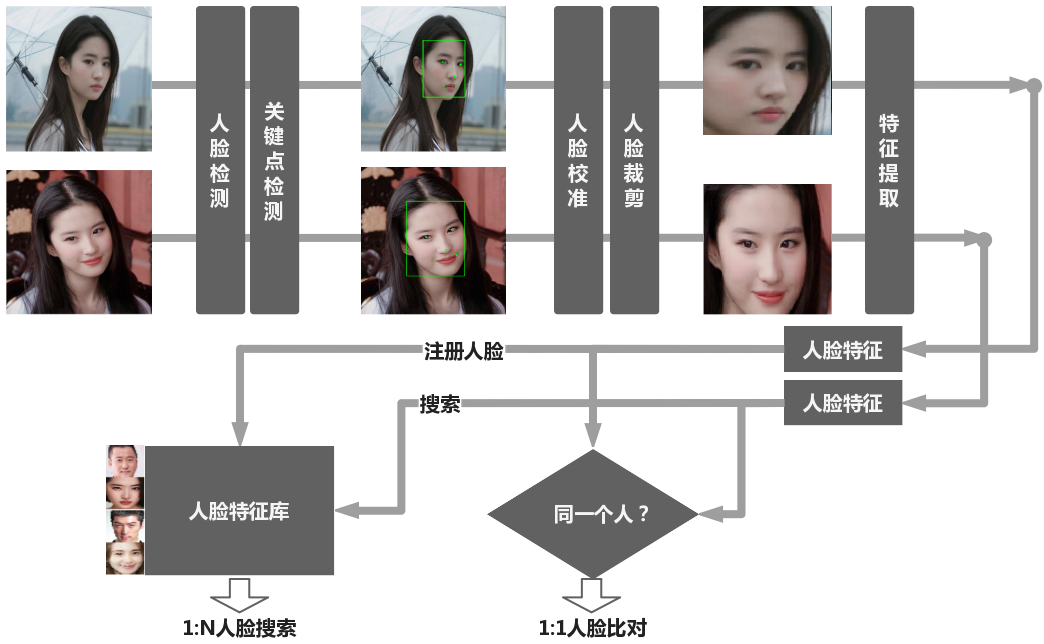 人脸检测
关键点检测
人脸校准
人脸裁剪
特征提取
注册人脸
人脸特征
搜索
人脸特征
人脸特征库
同一个人？
1:N人脸搜索
1:1人脸比对